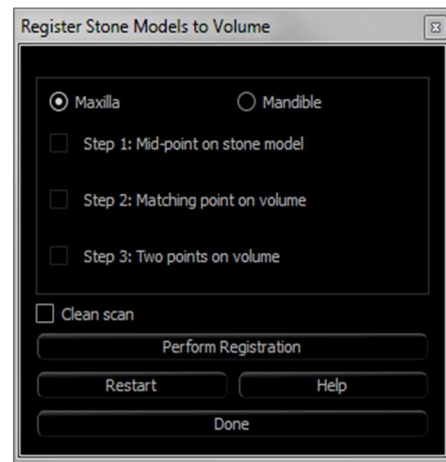 Register Stone Models to Volume
Maxilla Mandible
Step 1: Mid-point on stone model
Step 2: Matching point on volume
Step 3: Two points on volume
Clean scan
Perform Registration
Restart Help
Done